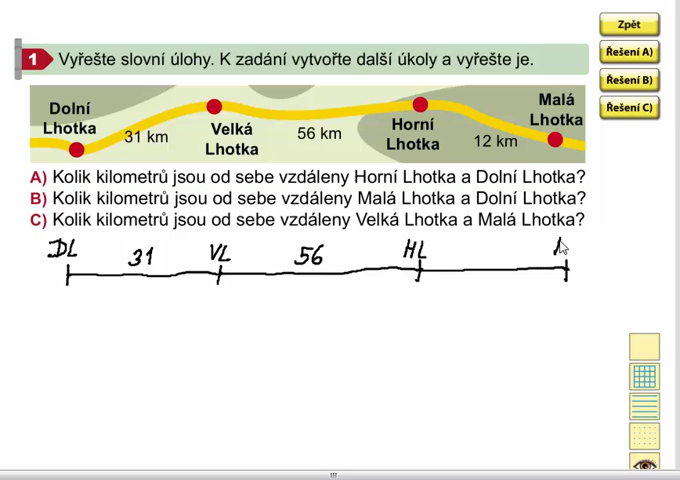 Zpět
1 Vyřešte slovní úlohy. K zadání vytvořte další úkoly a vyřešte je.
Řešení A)
Řešení B)
Řešení C)
Dolní
Lhotka
31 km
Velká
Lhotka
56 km
Horní
Lhotka
12 km
Malá
Lhotka
A) Kolik kilometrů jsou od sebe vzdáleny Horní Lhotka a Dolní Lhotka?
B) Kolik kilometrů jsou od sebe vzdáleny Malá Lhotka a Dolní Lhotka?
C) Kolik kilometrů jsou od sebe vzdáleny Velká Lhotka a Malá Lhotka?
DL 31 VL 56 HL